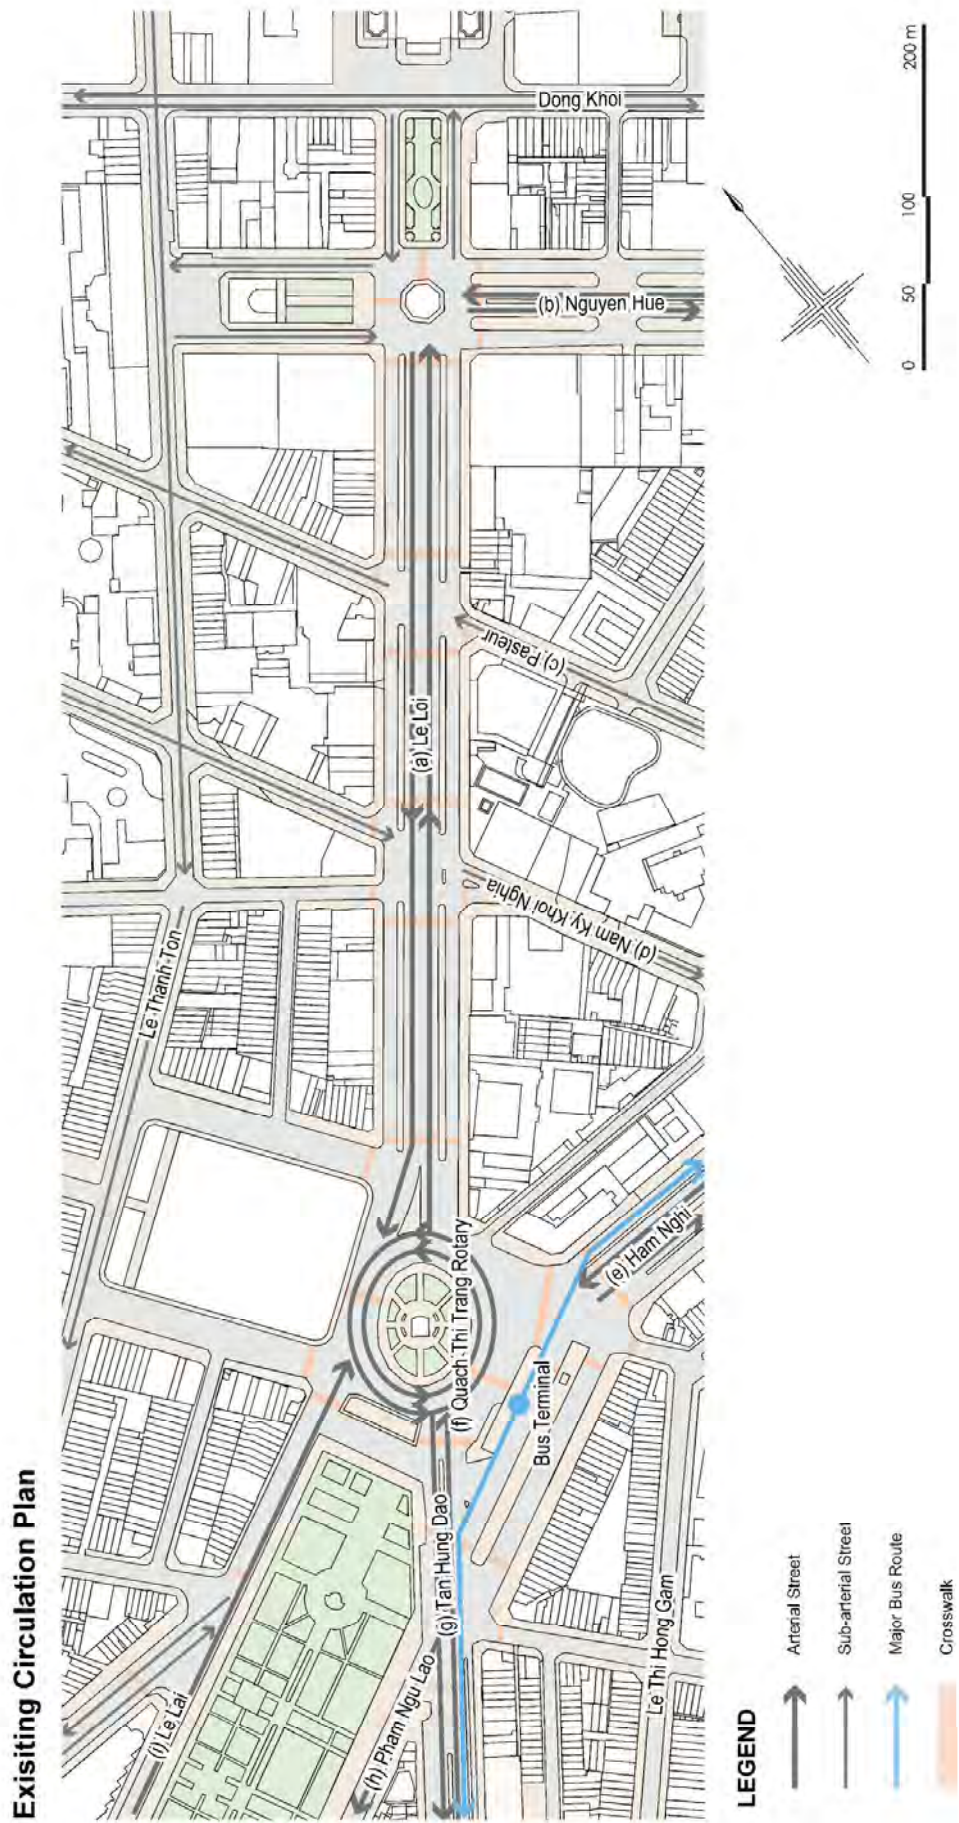 Exisiting Circulation Plan
Dong Khoi
(b) Nguyen Hue
(a) Le Loi
(c) Pasteur
(d) Nam Ky Khoi Nghia
Le Thanh Ton
(e) Ham Nghi
(f) Quach Thi Trang Rotary
Bus Terminal
(g) Tan Hung Dao
(h) Pham Ngu Lao
(i) Le Lai
Le Thi Hong Gam
0 50 100 200 m
LEGEND
Arterial Street
Sub-arterial Street
Major Bus Route
Crosswalk